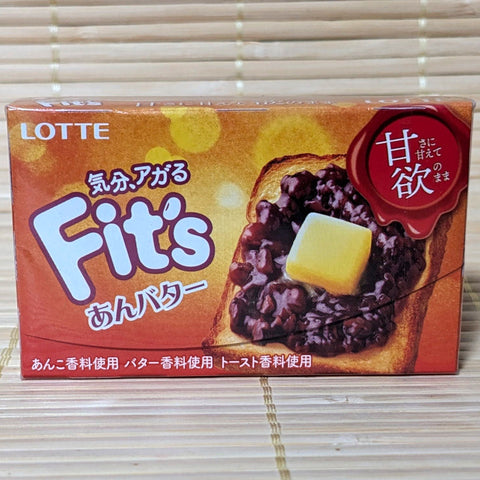 LOTTE
気分、アガる
Fit's
あんバター
甘欲
さに
甘えて
のまま
あんこ香料使用 バター香料使用 トースト香料使用